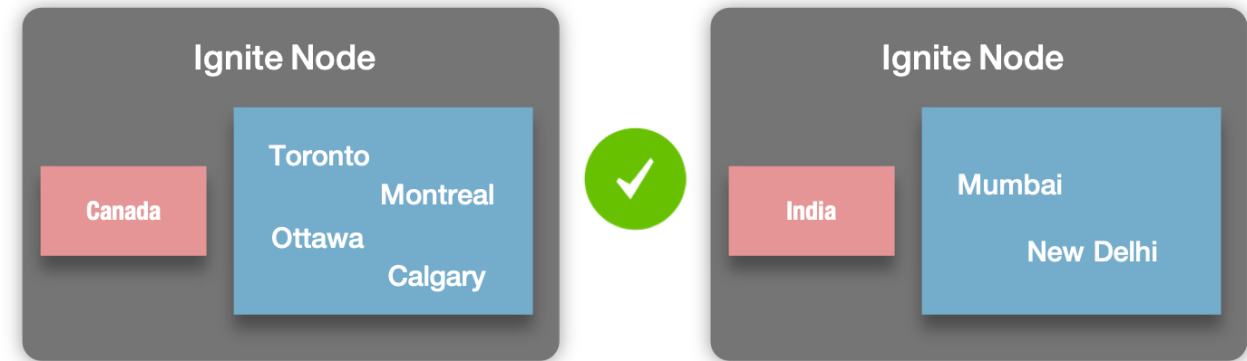 Ignite Node
Canada
Toronto
Montreal
Ottawa
Calgary
Ignite Node
India
Mumbai
New Delhi